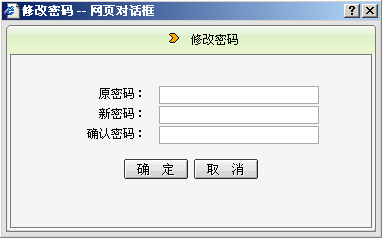 修改密码 -- 网页对话框
修改密码
原密码：
新密码：
确认密码：
确 定 取 消